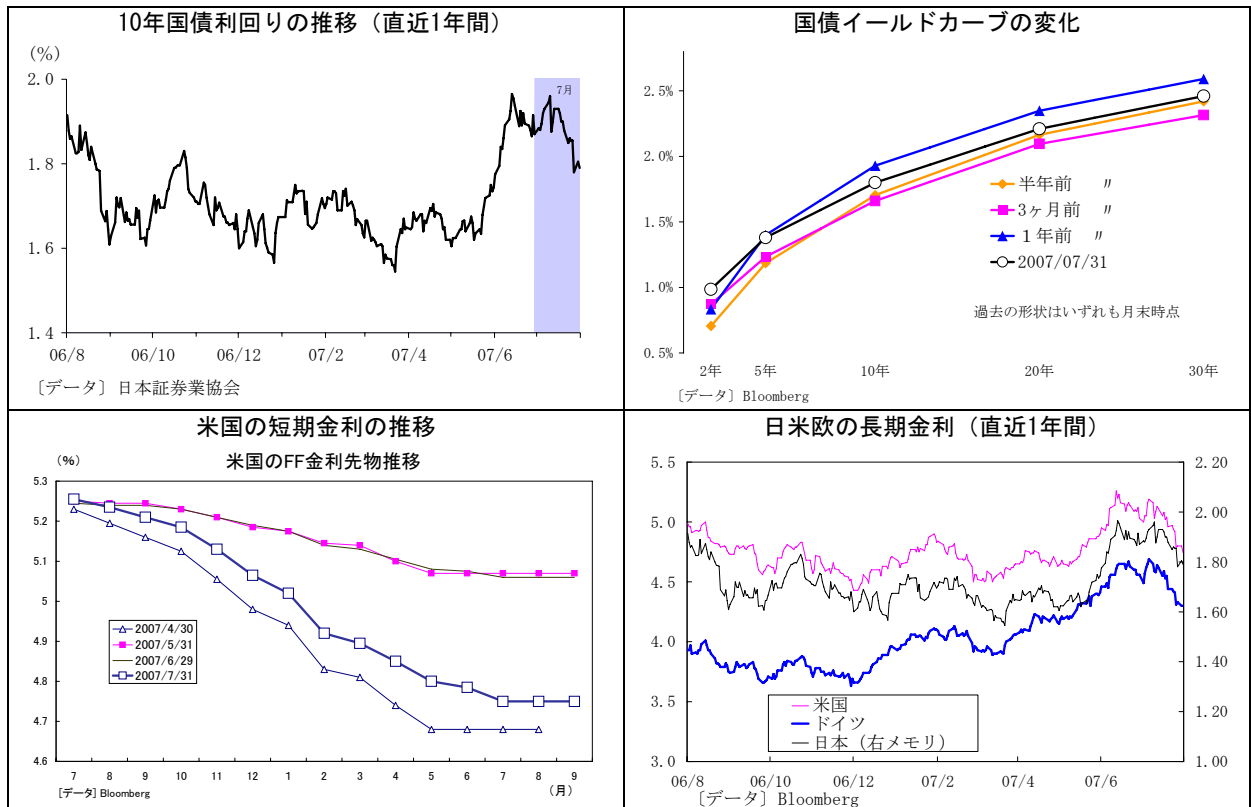 10年国債利回りの推移（直近1年間）
（%）
2.0
1.8
1.6
1.4
7月
06/8 06/10 06/12 07/2 07/4 07/6
〔データ〕日本証券業協会
国債イールドカーブの変化
2.5%
2.0%
1.5%
1.0%
0.5%
半年前 〃
3ヶ月前 〃
１年前 〃
2007/07/31
過去の形状はいずれも月末時点
2年 5年 10年 20年 30年
〔データ〕Bloomberg
米国の短期金利の推移
米国のFF金利先物推移
（%）
5.3
5.2
5.1
5
4.9
4.8
4.7
4.6
2007/4/30
2007/5/31
2007/6/29
2007/7/31
7 8 9 10 11 12 1 2 3 4 5 6 7 8 9
［データ］Bloomberg
（月）
日米欧の長期金利（直近1年間）
5.5 2.20
5.0 2.00
4.5 1.80
4.0 1.60
3.5 1.40
3.0 1.20
1.00
米国
ドイツ
日本（右メモリ）
06/8 06/10 06/12 07/2 07/4 07/6
〔データ〕Bloomberg